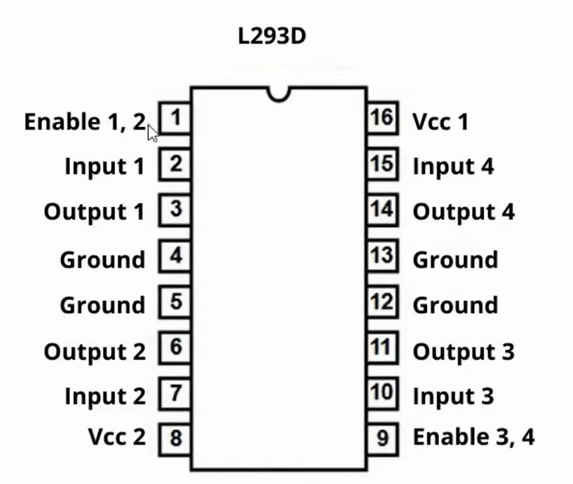 L293D
Enable 1, 2 1 16 Vcc 1
Input 1 2 15 Input 4
Output 1 3 14 Output 4
Ground 4 13 Ground
Ground 5 12 Ground
Output 2 6 11 Output 3
Input 2 7 10 Input 3
Vcc 2 8 9 Enable 3, 4